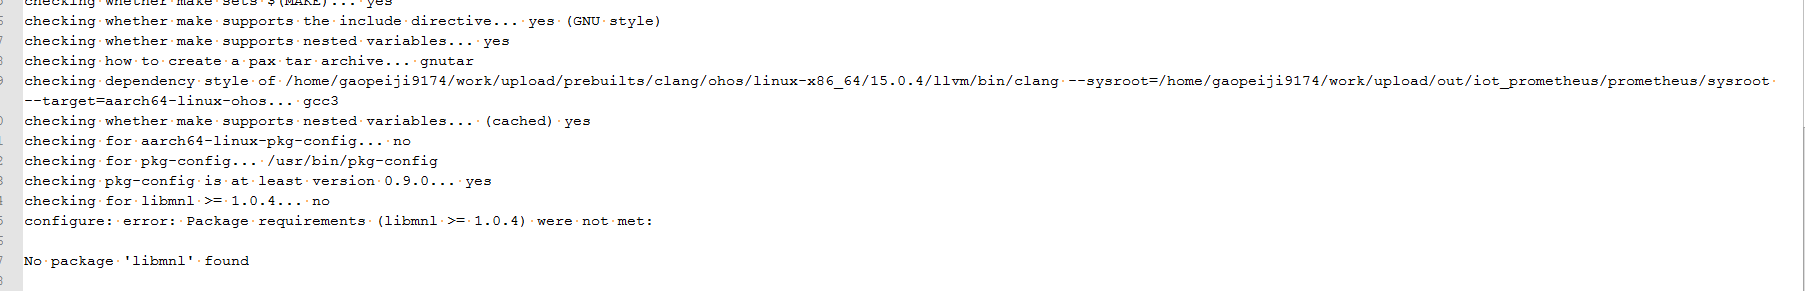 checking whether make sets $(MAKE)... yes
checking whether make supports the include directive... yes (GNU style)
checking whether make supports nested variables... yes
checking how to create a pax tar archive... gnutar
checking dependency style of /home/gaopeiji9174/work/upload/prebuilts/clang/ohos/linux-x86_64/15.0.4/llvm/bin/clang --sysroot=/home/gaopeiji9174/work/upload/out/iot_prometheus/prometheus/sysroot
--target=aarch64-linux-ohos... gcc3
checking whether make supports nested variables... (cached) yes
checking for aarch64-linux-pkg-config... no
checking for pkg-config... /usr/bin/pkg-config
checking pkg-config is at least version 0.9.0... yes
checking for libmnl >= 1.0.4... no
configure: error: Package requirements (libmnl >= 1.0.4) were not met:
No package 'libmnl' found